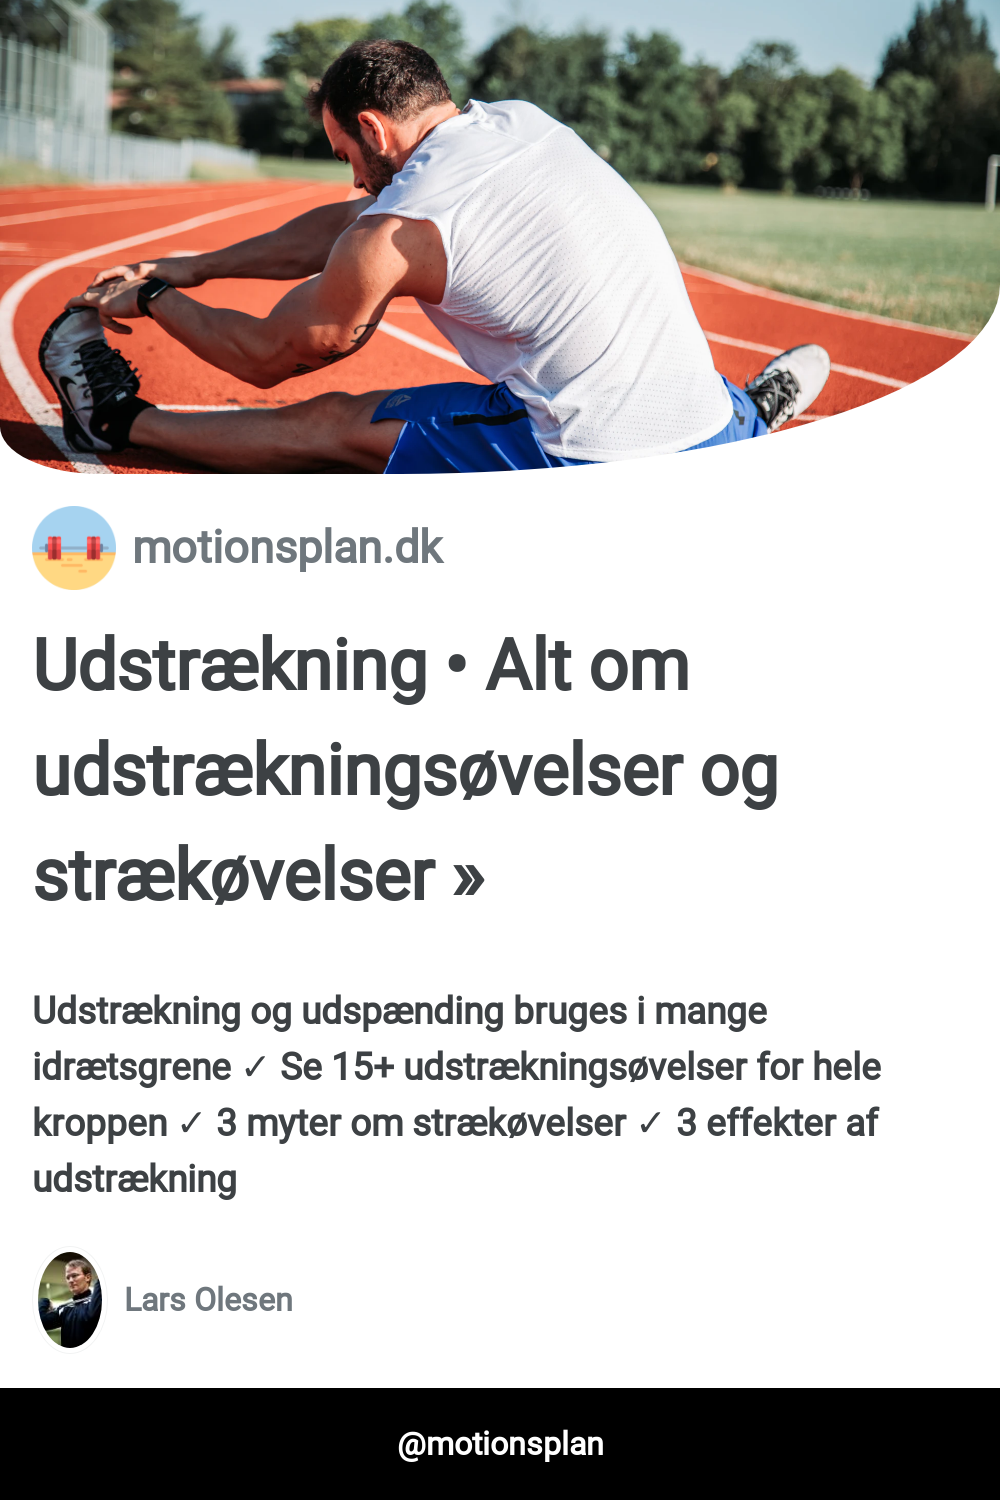 motionsplan.dk
Udstrækning • Alt om
udstrækningsøvelser og
strækøvelser »
Udstrækning og udspænding bruges i mange
idrætsgrene ✓ Se 15+ udstrækningsøvelser for hele
kroppen ✓ 3 myter om strækøvelser ✓ 3 effekter af
udstrækning
Lars Olesen
@motionsplan